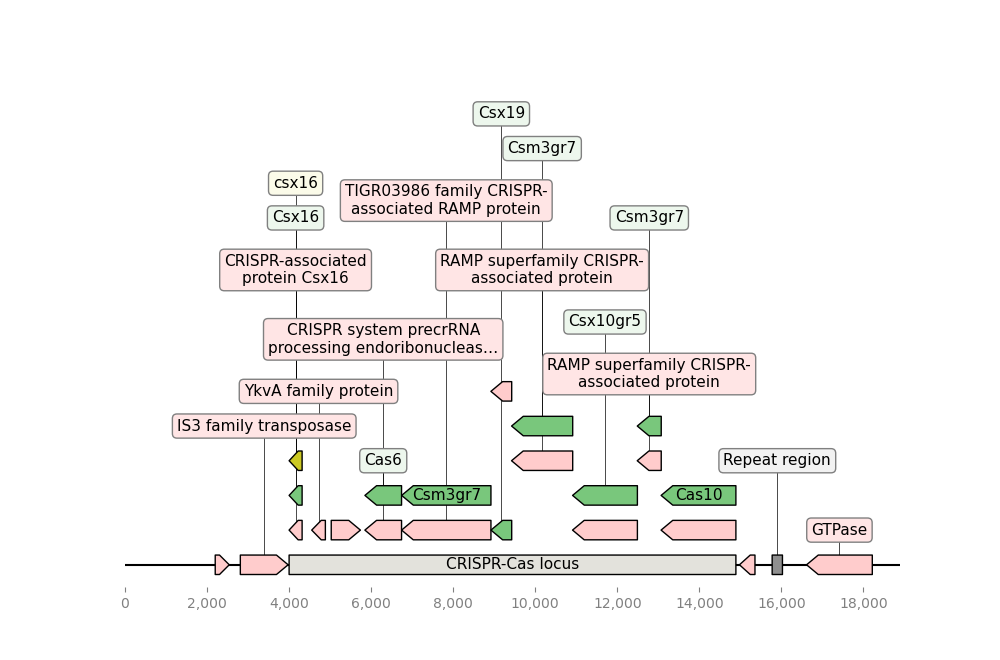 Csx19
Csm3gr7
csx16
TIGR03986 family CRISPR-
associated RAMP protein
Csx16
Csm3gr7
CRISPR-associated
protein Csx16
RAMP superfamily CRISPR-
associated protein
Csx10gr5
CRISPR system precrRNA
processing endoribonucleas…
RAMP superfamily CRISPR-
associated protein
YkvA family protein
IS3 family transposase
Cas6
Repeat region
Csm3gr7
Cas10
GTPase
CRISPR-Cas locus
0 2,000 4,000 6,000 8,000 10,000 12,000 14,000 16,000 18,000